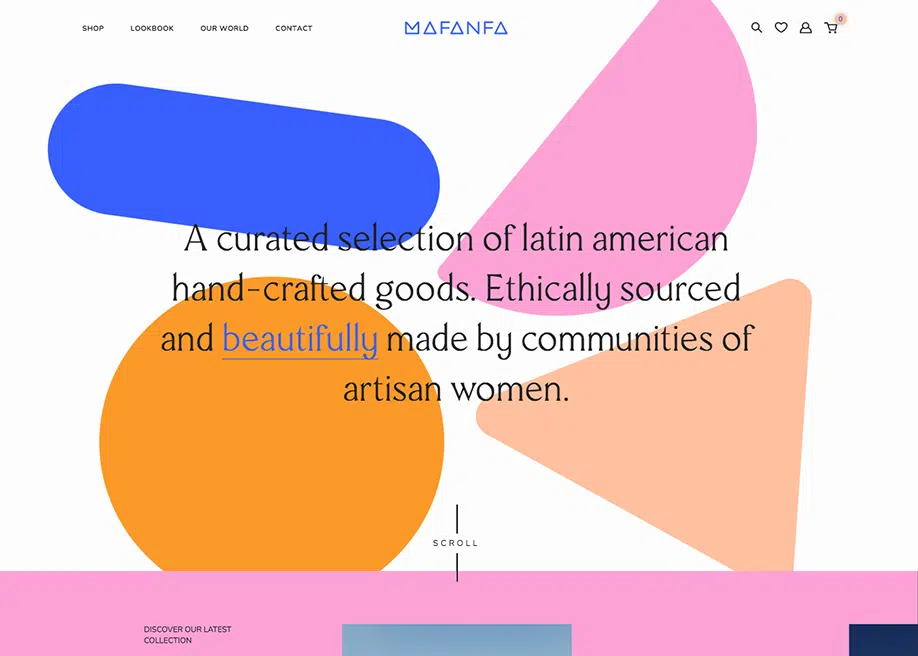 SHOP LOOKBOOK OUR WORLD CONTACT MAFANFA 0
A curated selection of latin american
hand-crafted goods. Ethically sourced
and beautifully made by communities of
artisan women.
SCROLL
DISCOVER OUR LATEST
COLLECTION